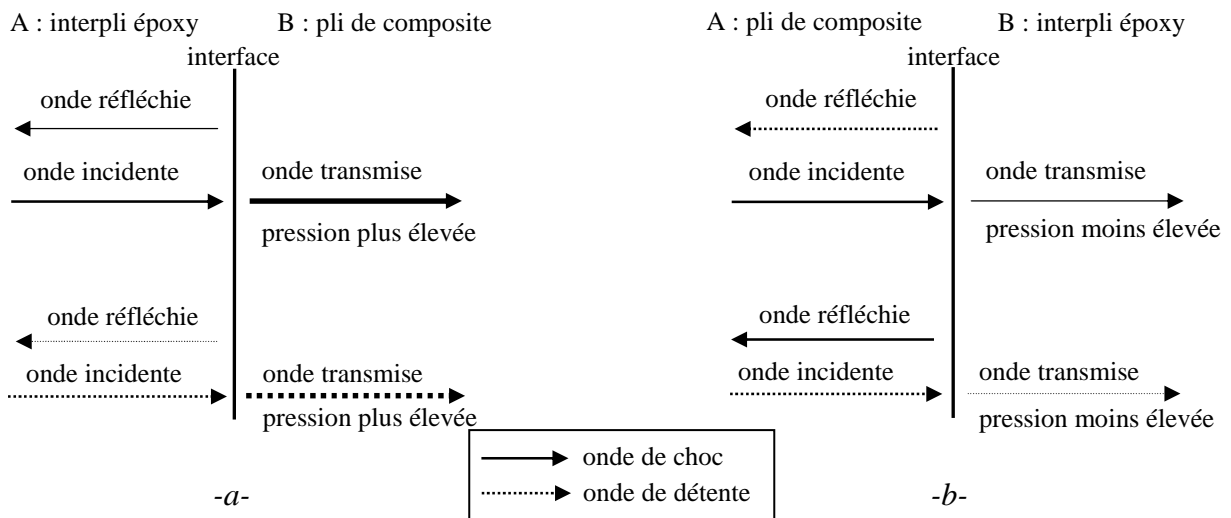 A : interpli époxy
B : pli de composite
interface
onde réfléchie
onde incidente
onde transmise
pression plus élevée
onde réfléchie
onde incidente
onde transmise
pression plus élevée
-a-
A : pli de composite
B : interpli époxy
interface
onde réfléchie
onde incidente
onde transmise
pression moins élevée
onde réfléchie
onde incidente
onde transmise
pression moins élevée
-b-
onde de choc
onde de détente